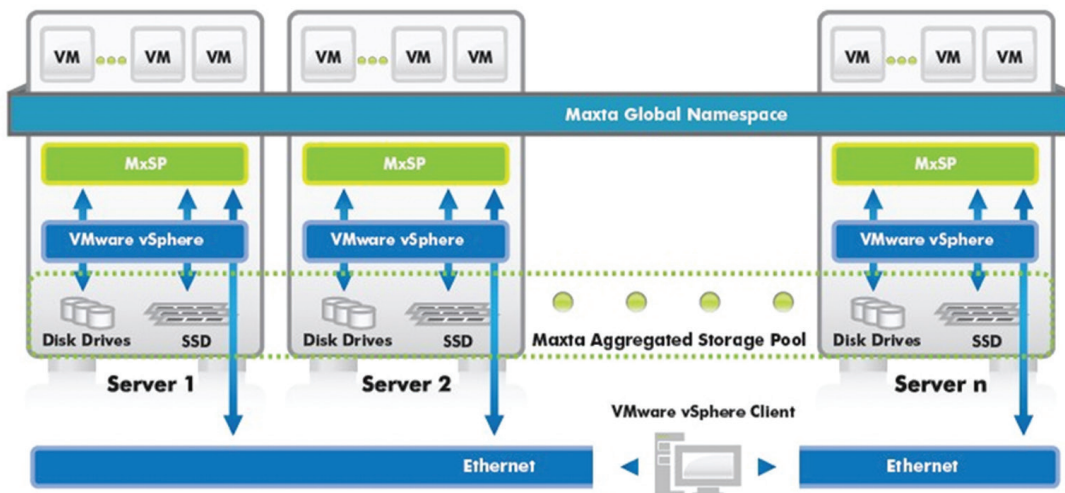 VM VM VM VM VM VM VM VM VM
Maxta Global Namespace
MxSP MxSP MxSP
VMware vSphere VMware vSphere VMware vSphere
Disk Drives SSD Disk Drives SSD Maxta Aggregated Storage Pool Disk Drives SSD
Server 1 Server 2 Server n
VMware vSphere Client
Ethernet Ethernet